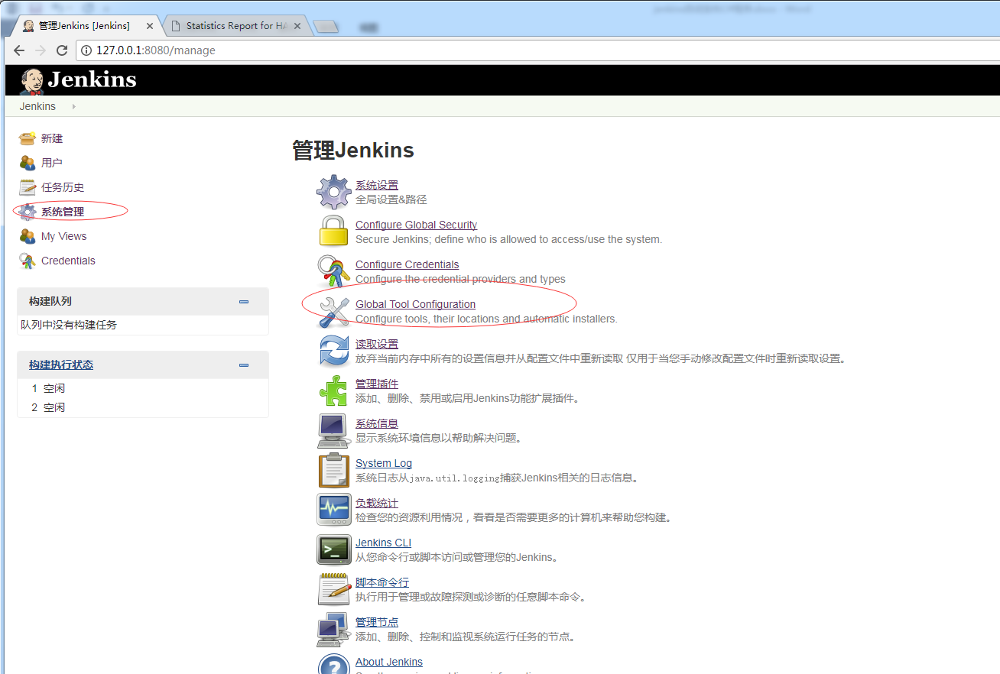 管理Jenkins [Jenkins]
Statistics Report for HA
127.0.0.1:8080/manage
Jenkins
Jenkins
新建
用户
任务历史
系统管理
My Views
Credentials
构建队列
队列中没有构建任务
构建执行状态
1 空闲
2 空闲
管理Jenkins
系统设置
全局设置&路径
Configure Global Security
Secure Jenkins; define who is allowed to access/use the system.
Configure Credentials
Configure the credential providers and types
Global Tool Configuration
Configure tools, their locations and automatic installers.
读取设置
放弃当前内存中所有的设置信息并从配置文件中重新读取 仅用于当您手动修改配置文件时重新读取设置。
管理插件
添加、删除、禁用或启用Jenkins功能扩展插件。
系统信息
显示系统环境信息以帮助解决问题。
System Log
系统日志从java.util.logging捕获Jenkins相关的日志信息。
负载统计
检查您的资源利用情况，看看是否需要更多的计算机来帮助您构建。
Jenkins CLI
从您命令行或脚本访问或管理您的Jenkins。
脚本命令行
执行用于管理或故障探测或诊断的任意脚本命令。
管理节点
添加、删除、控制和监视系统运行任务的节点。
About Jenkins